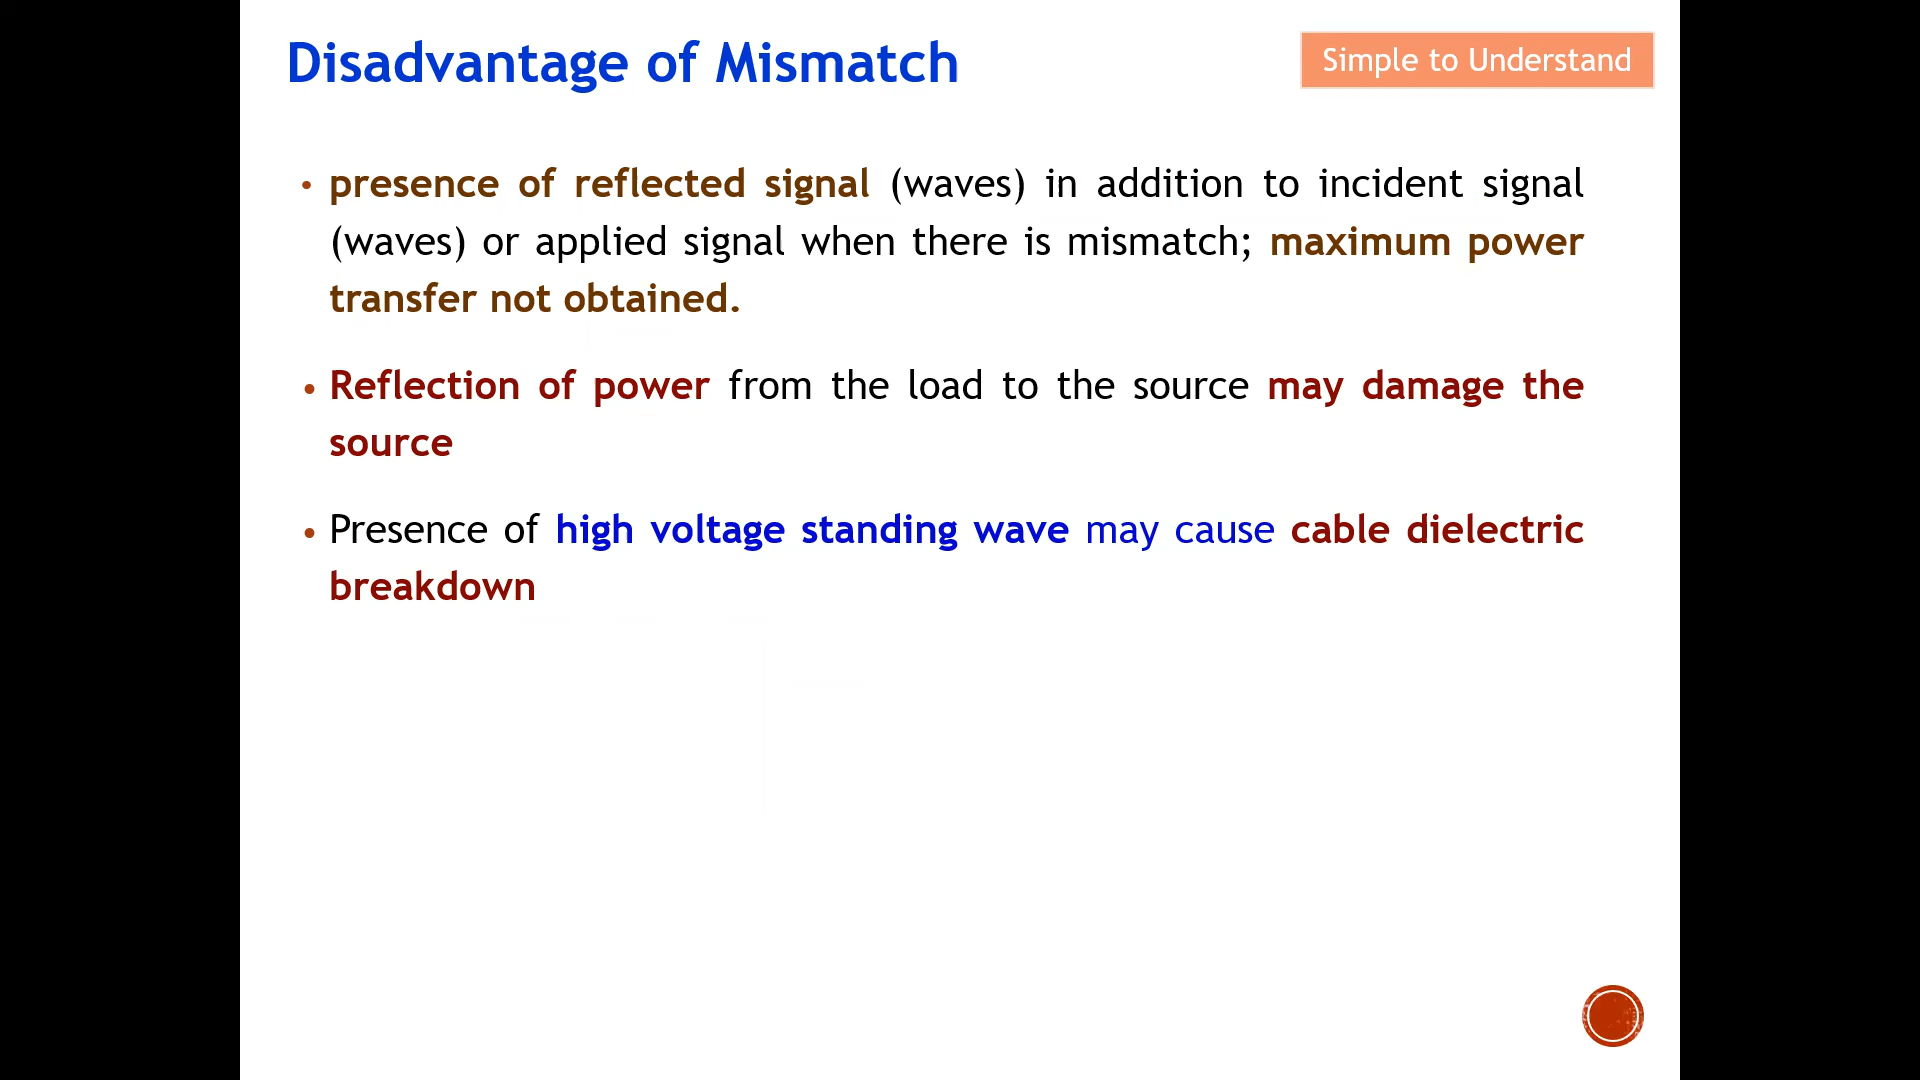 Disadvantage of Mismatch
Simple to Understand
• presence of reflected signal (waves) in addition to incident signal
(waves) or applied signal when there is mismatch; maximum power
transfer not obtained.
• Reflection of power from the load to the source may damage the
source
• Presence of high voltage standing wave may cause cable dielectric
breakdown